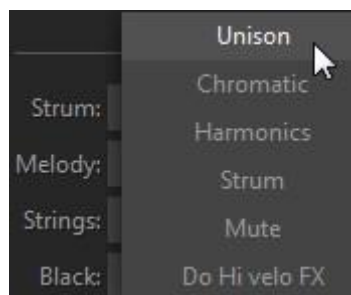 Unison
Chromatic
Strum:
Harmonics
Melody:
Strum
Strings:
Mute
Black:
Do Hi velo FX